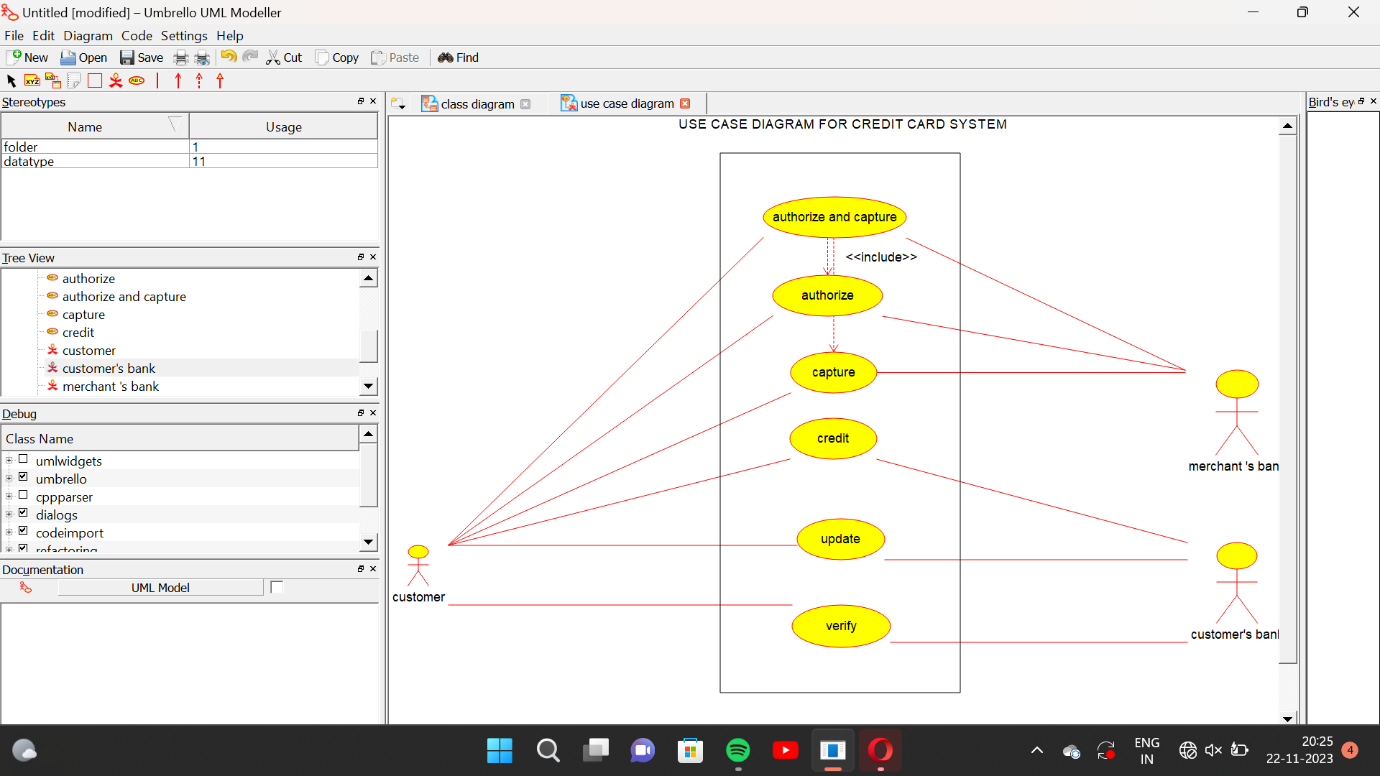 Untitled [modified] – Umbrello UML Modeller
File Edit Diagram Code Settings Help
New Open Save Cut Copy Paste Find
XYZ ABC
Stereotypes
Name Usage
folder 1
datatype 11
Tree View
authorize
authorize and capture
capture
credit
customer
customer's bank
merchant 's bank
Debug
Class Name
umlwidgets
umbrello
cppparser
dialogs
codeimport
refactoring
Documentation
UML Model
class diagram use case diagram
USE CASE DIAGRAM FOR CREDIT CARD SYSTEM
authorize and capture
<<include>>
authorize
capture
credit
update
verify
customer
merchant 's ban
customer's ban
Bird's ey
ENG
IN
20:25
22-11-2023
4